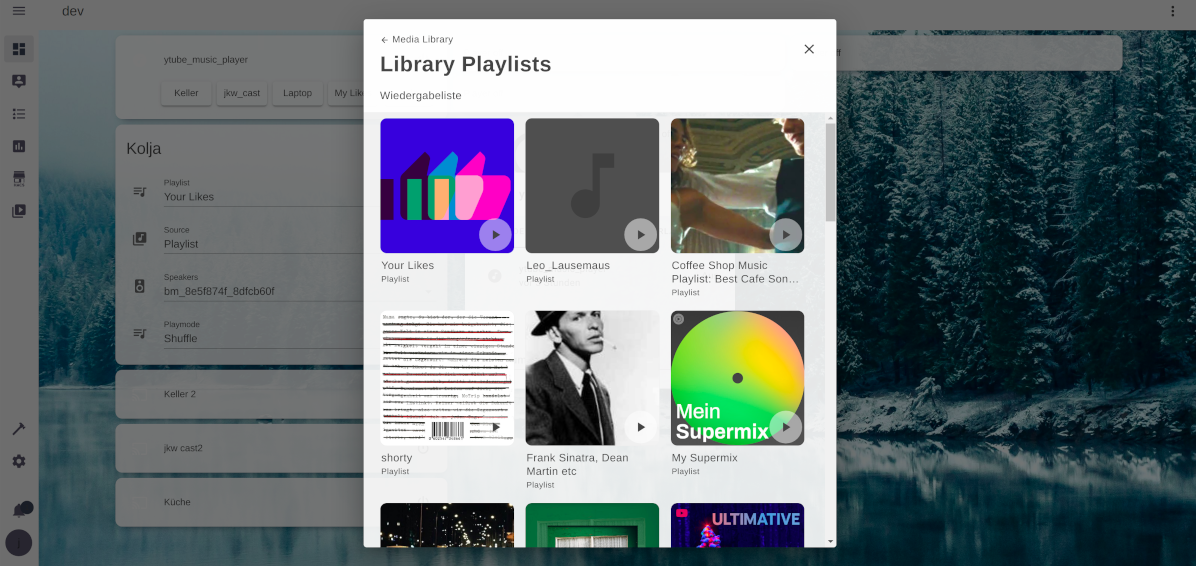 dev
ytube_music_player
Keller
jkw_cast
Laptop
Kolja
Playlist
Your Likes
Source
Playlist
Speakers
bm_8e5f874f_8dfcb60f
Playmode
Shuffle
Keller 2
jkw cast2
Küche
Media Library
Library Playlists
Wiedergabeliste
Your Likes
Playlist
Leo_Lausemaus
Playlist
Coffee Shop Music
Playlist: Best Cafe Son...
Playlist
shorty
Playlist
Frank Sinatra, Dean
Martin etc
Playlist
Mein
Supermix
My Supermix
Playlist
ULTIMATIVE